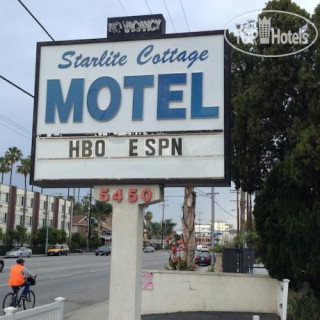 NO VACANCY
Starlite Cottage
MOTEL
HBO ESPN
5450
TopHotels